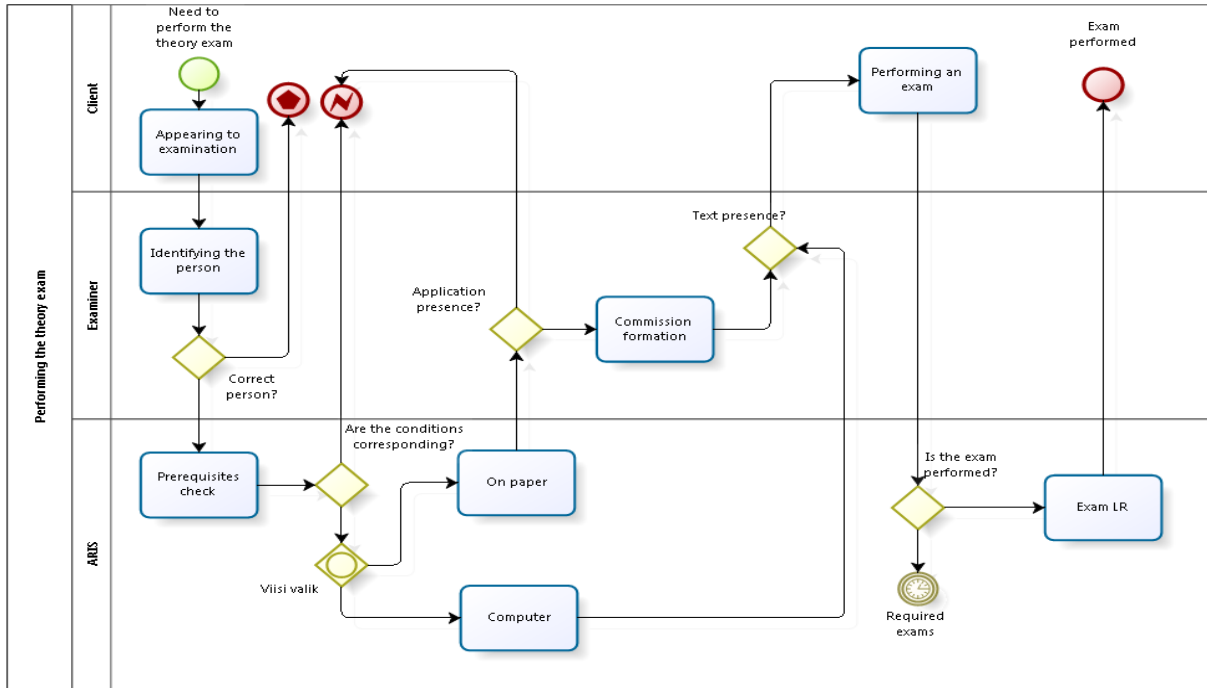 Performing the theory exam
Client
Need to
perform the
theory exam
Appearing to
examination
Performing an
exam
Exam
performed
Examiner
Identifying the
person
Correct
person?
Application
presence?
Commission
formation
Text presence?
ARIS
Prerequisites
check
Are the conditions
corresponding?
On paper
Viisi valik
Computer
Is the exam
performed?
Exam LR
Required
exams